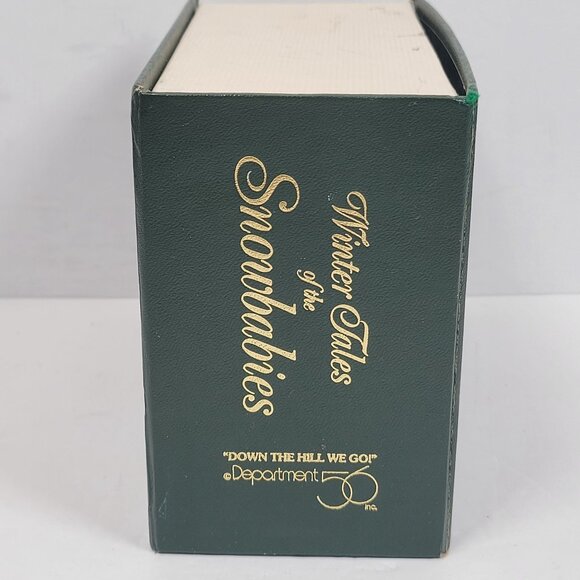 Winter Tales
of the
Snowbabies
"DOWN THE HILL WE GO!"
© Department 56 inc.